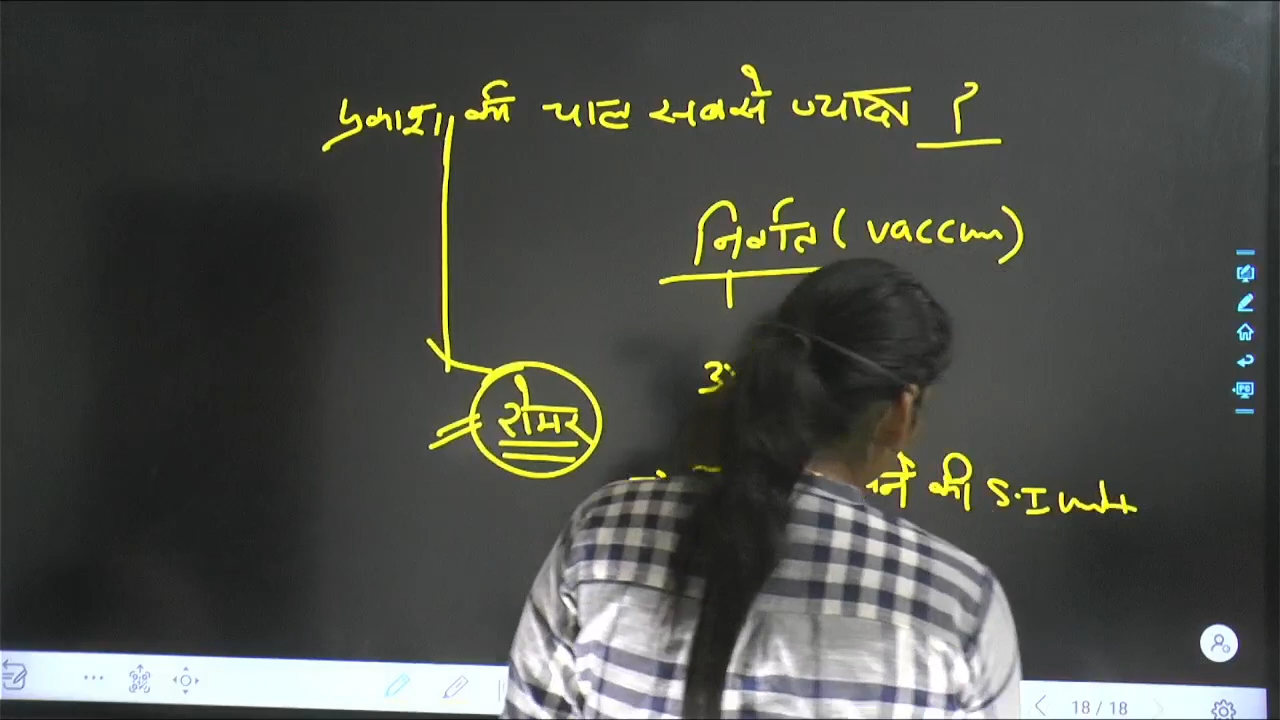 प्रकाश की चाल सबसे ज्यादा ?
निर्वात ( vaccum )
रोमर
की S.I unit
18 / 18